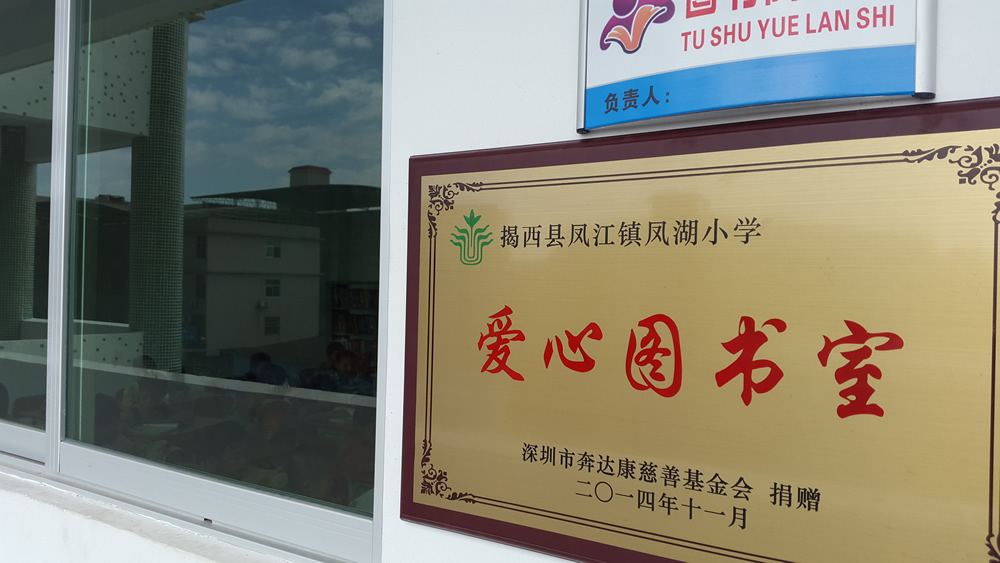 TU SHU YUE LAN SHI
负责人：
揭西县凤江镇凤湖小学
爱心图书室
深圳市奔达康慈善基金会 捐赠
二〇一四年十一月